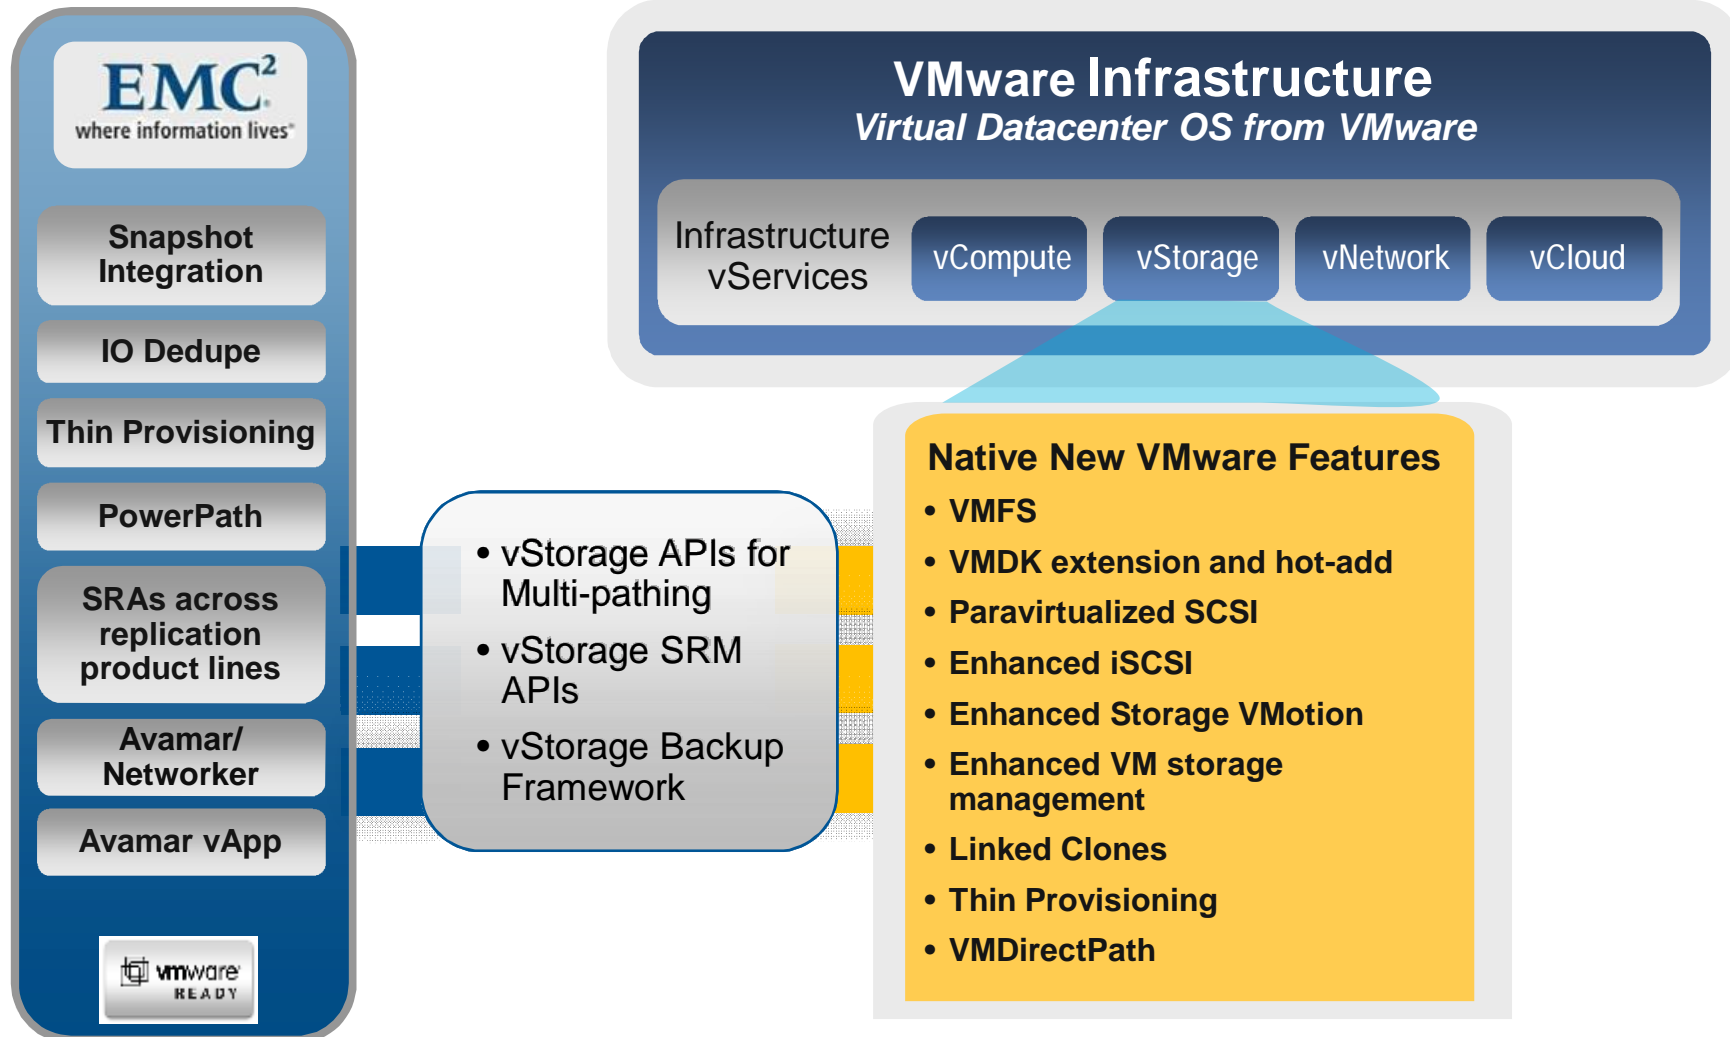 EMC²
where information lives®
Snapshot
Integration
IO Dedupe
Thin Provisioning
PowerPath
SRAs across
replication
product lines
Avamar/
Networker
Avamar vApp
vmware
READY
• vStorage APIs for
Multi-pathing
• vStorage SRM
APIs
• vStorage Backup
Framework
VMware Infrastructure
Virtual Datacenter OS from VMware
Infrastructure
vServices
vCompute
vStorage
vNetwork
vCloud
Native New VMware Features
• VMFS
• VMDK extension and hot-add
• Paravirtualized SCSI
• Enhanced iSCSI
• Enhanced Storage VMotion
• Enhanced VM storage
management
• Linked Clones
• Thin Provisioning
• VMDirectPath